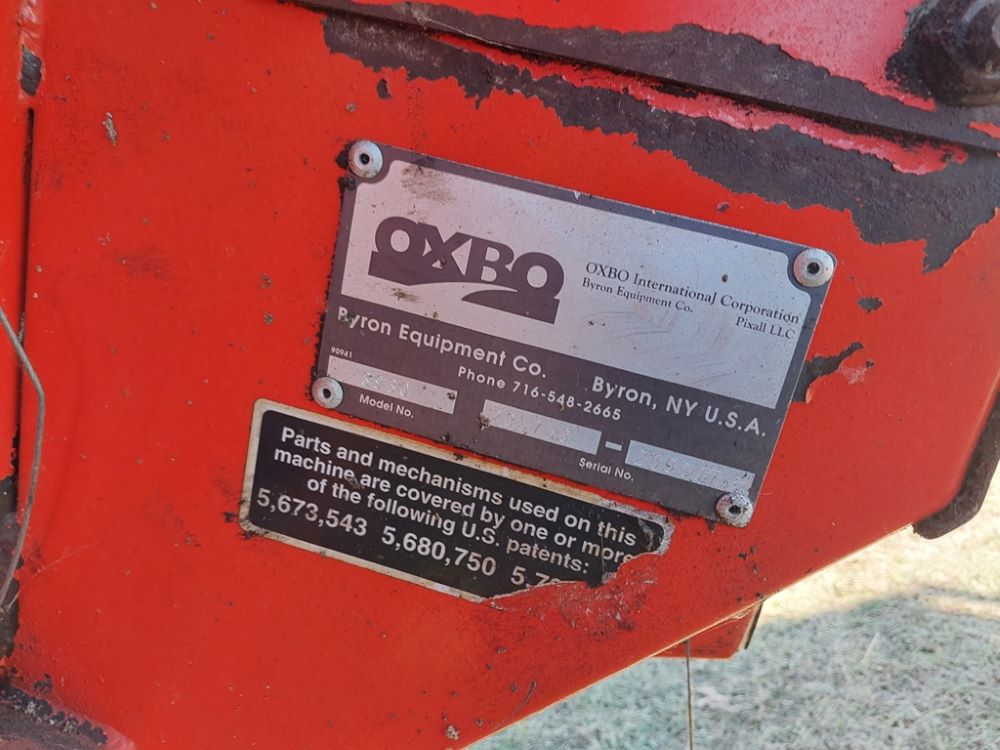 OXBO
OXBO International Corporation
Byron Equipment Co.
Pixall LLC
Byron Equipment Co. Byron, NY U.S.A.
Phone 716-548-2665
90941
Model No.
Serial No.
Parts and mechanisms used on this
machine are covered by one or more
of the following U.S. patents:
5,673,543 5,680,750